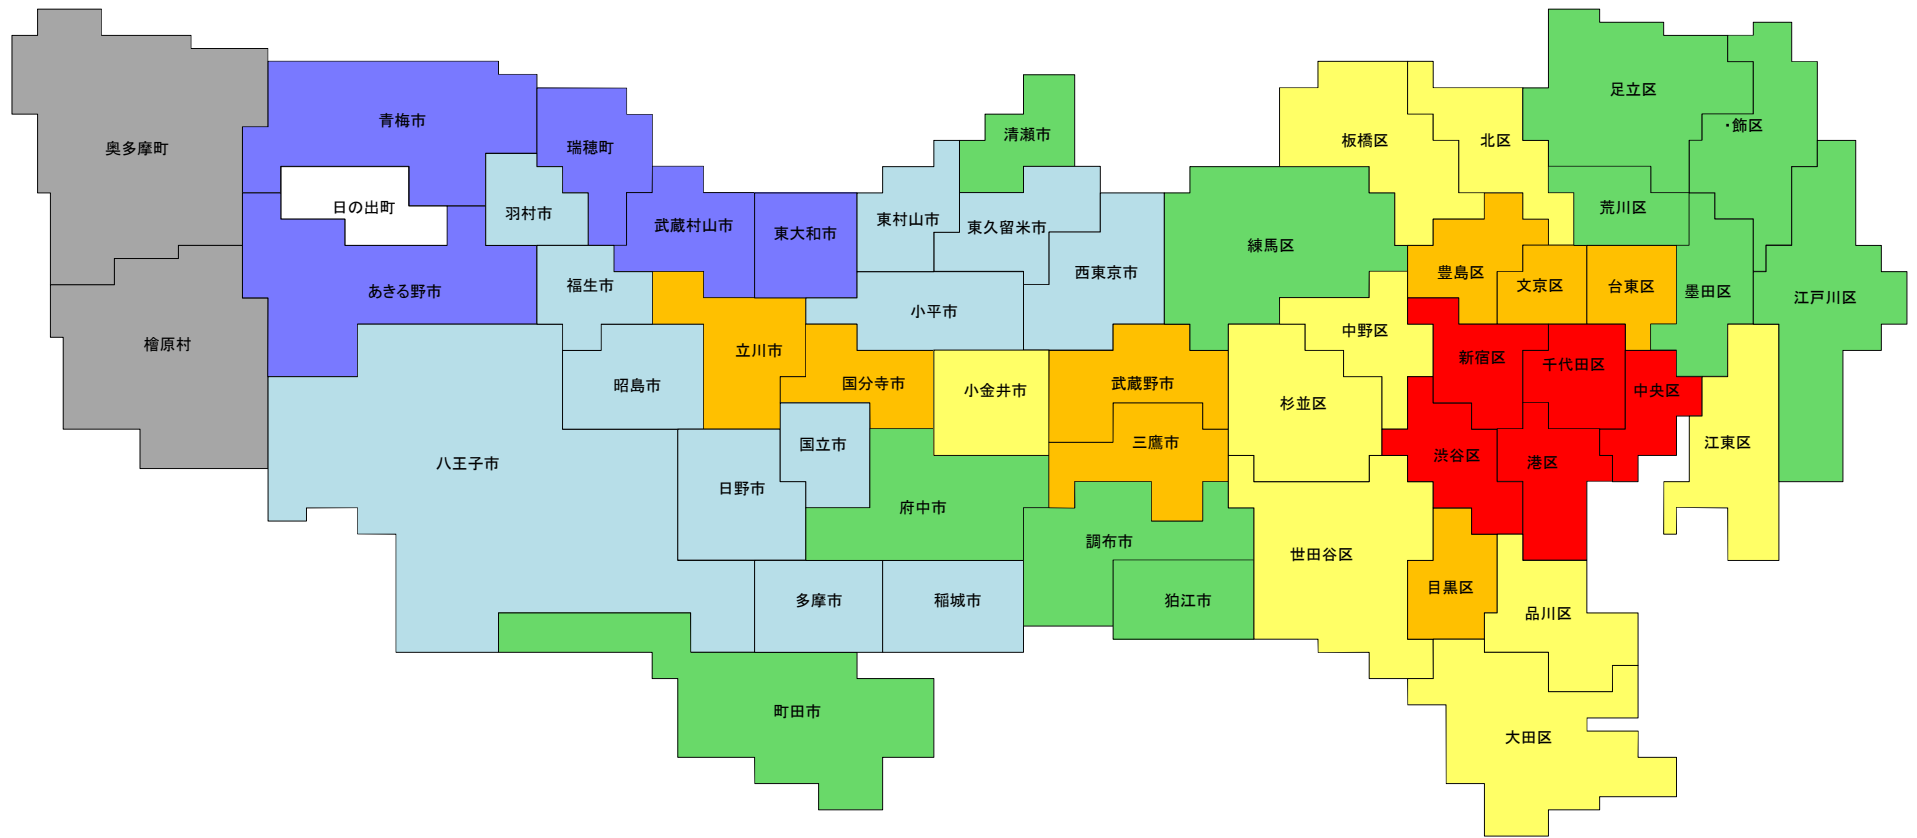 奥多摩町
檜原村
青梅市
日の出町
あきる野市
瑞穂町
羽村市
福生市
武蔵村山市
東大和市
立川市
昭島市
八王子市
日野市
国立市
国分寺市
小平市
東村山市
清瀬市
東久留米市
西東京市
小金井市
武蔵野市
三鷹市
府中市
調布市
狛江市
稲城市
多摩市
町田市
練馬区
板橋区
北区
足立区
・飾区
荒川区
豊島区
文京区
台東区
墨田区
江戸川区
中野区
杉並区
新宿区
千代田区
中央区
渋谷区
港区
江東区
世田谷区
目黒区
品川区
大田区